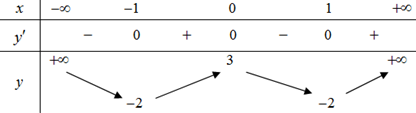 x −∞ −1 0 1 +∞
y′ − 0 + 0 − 0 +
+∞ 3 +∞
y
−2 −2